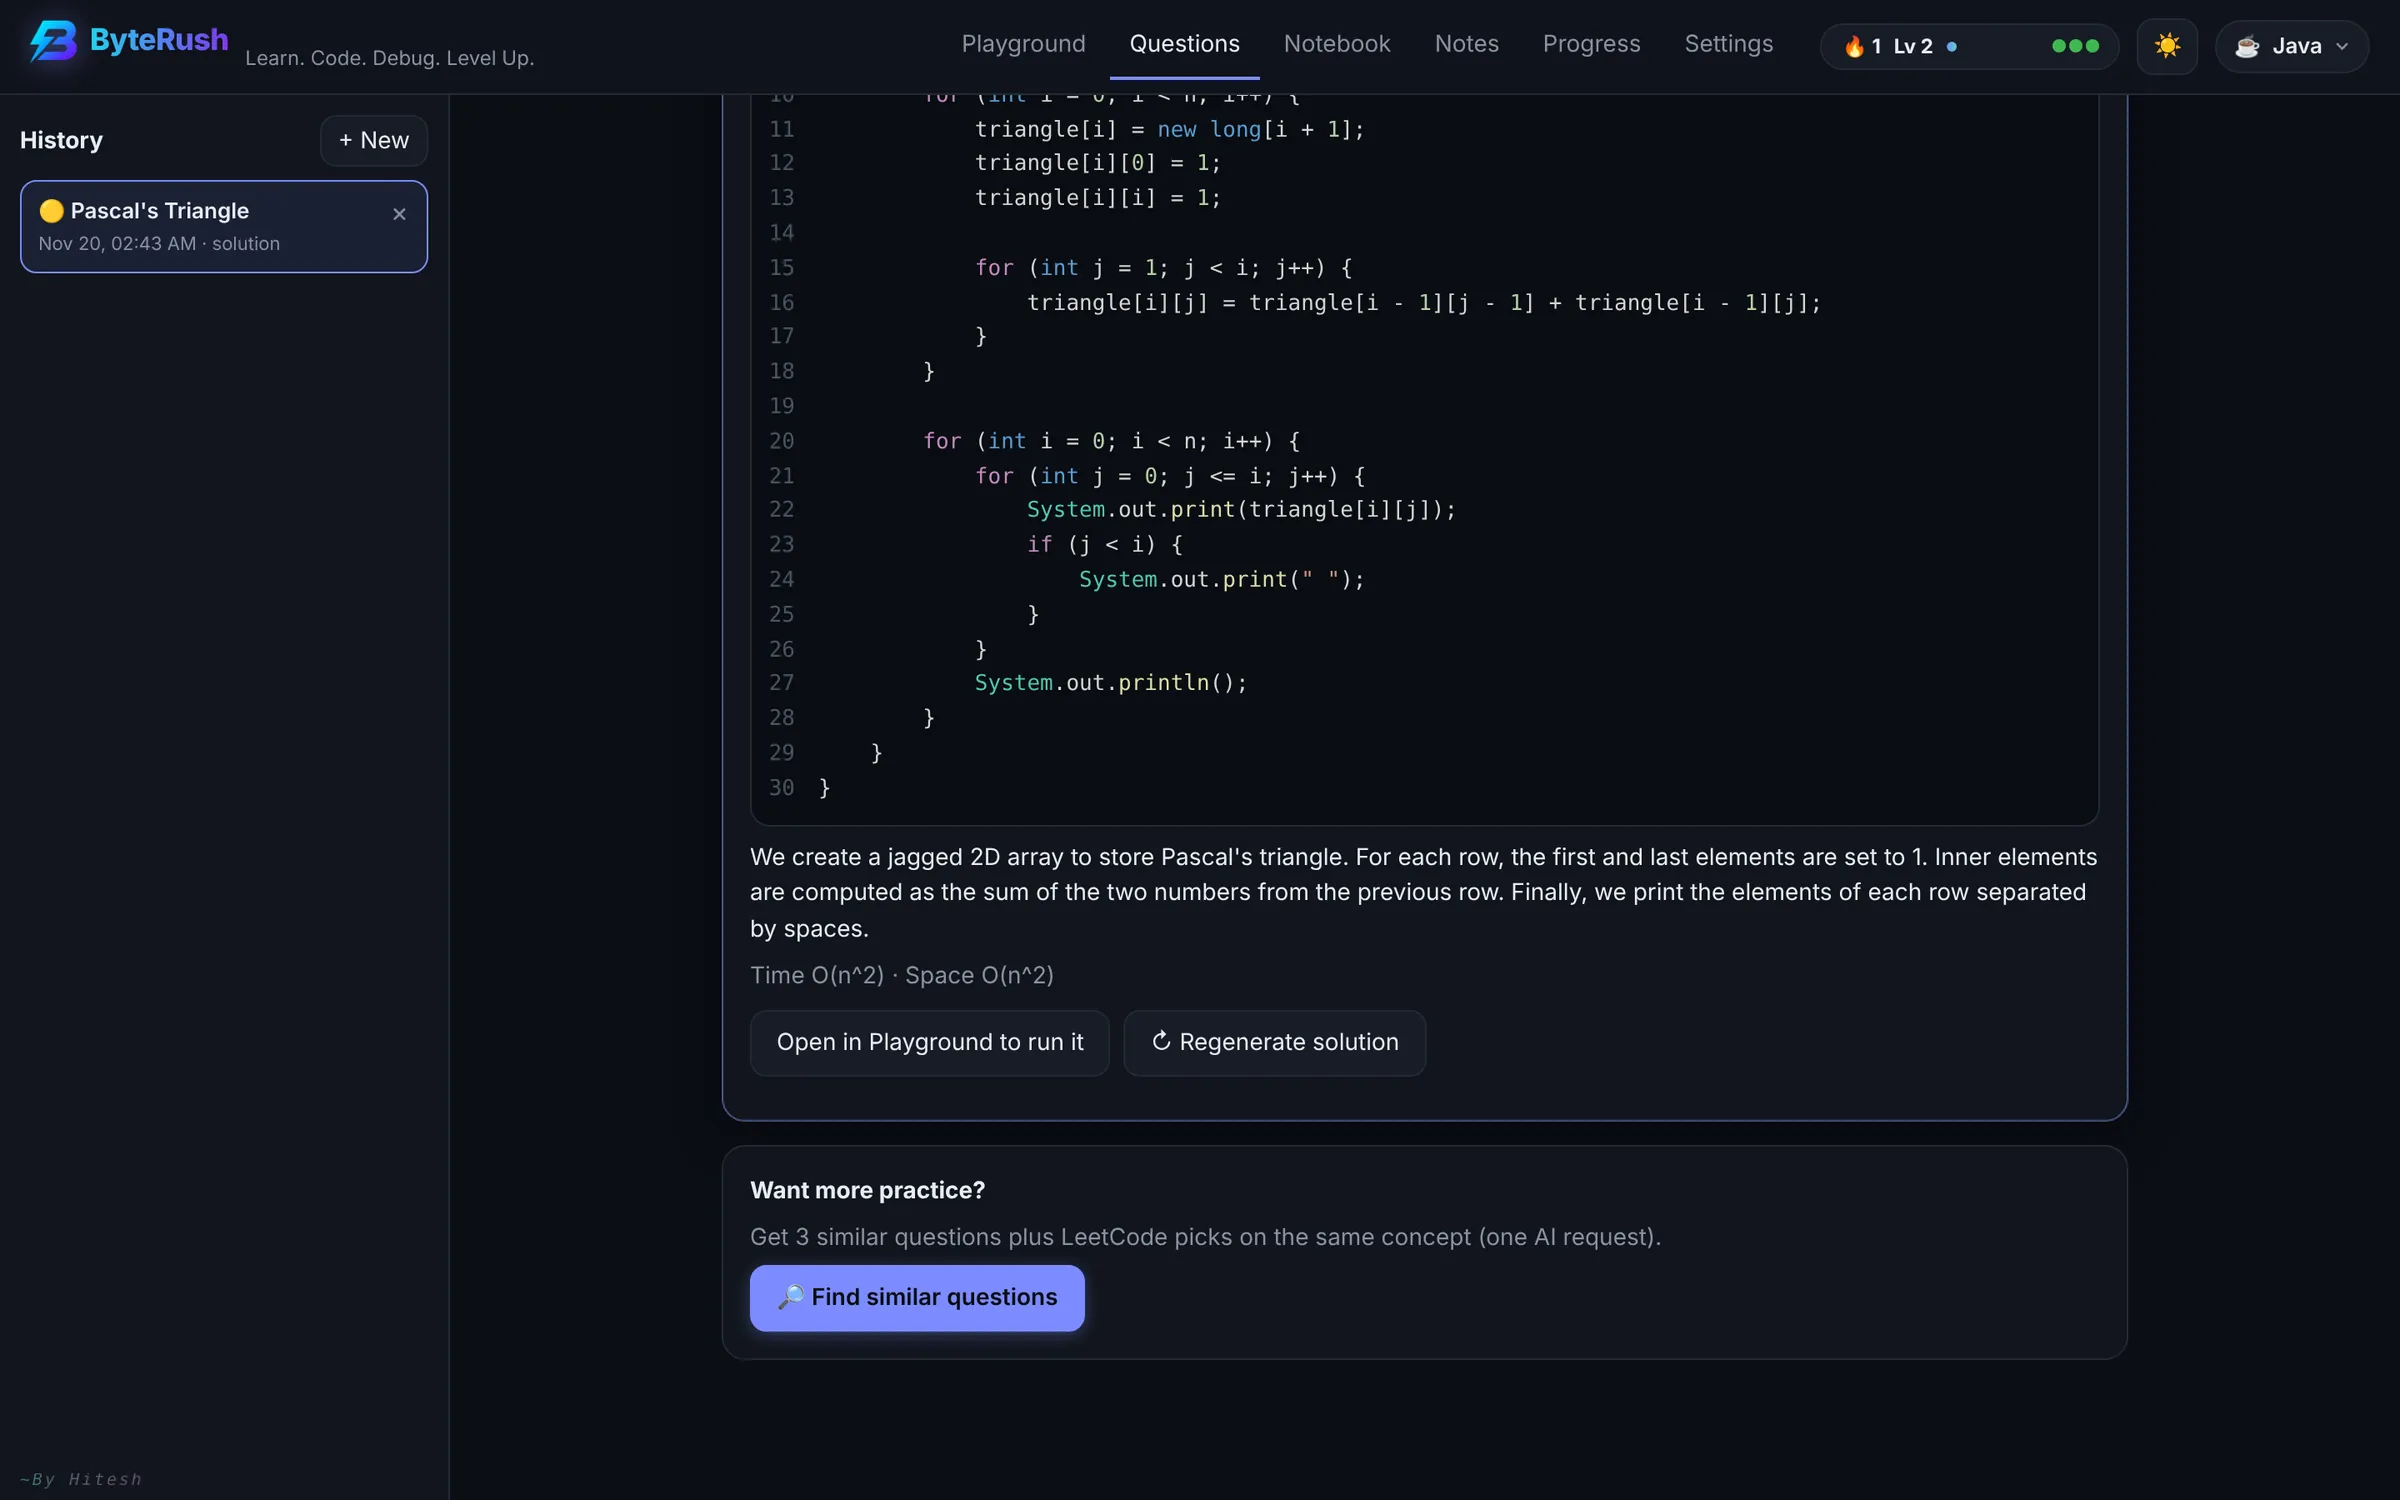 ByteRush
Learn. Code. Debug. Level Up.
Playground
Questions
Notebook
Notes
Progress
Settings
🔥 1 Lv 2
☕ Java
History
+ New
🟡 Pascal's Triangle
Nov 20, 02:43 AM · solution
10 for (int i = 0; i < n; i++) {
11 triangle[i] = new long[i + 1];
12 triangle[i][0] = 1;
13 triangle[i][i] = 1;
14
15 for (int j = 1; j < i; j++) {
16 triangle[i][j] = triangle[i - 1][j - 1] + triangle[i - 1][j];
17 }
18 }
19
20 for (int i = 0; i < n; i++) {
21 for (int j = 0; j <= i; j++) {
22 System.out.print(triangle[i][j]);
23 if (j < i) {
24 System.out.print(" ");
25 }
26 }
27 System.out.println();
28 }
29 }
30 }
We create a jagged 2D array to store Pascal's triangle. For each row, the first and last elements are set to 1. Inner elements
are computed as the sum of the two numbers from the previous row. Finally, we print the elements of each row separated
by spaces.
Time O(n^2) · Space O(n^2)
Open in Playground to run it
↻ Regenerate solution
Want more practice?
Get 3 similar questions plus LeetCode picks on the same concept (one AI request).
🔎 Find similar questions
~By Hitesh